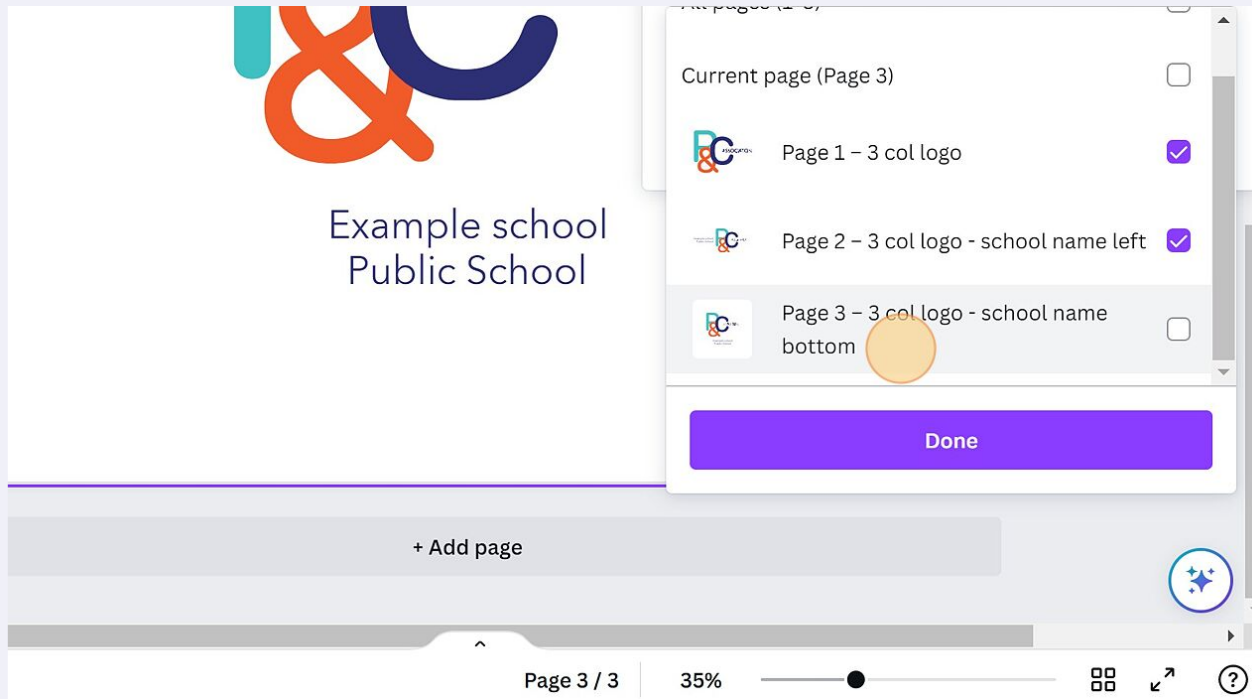 &C
Example school
Public School
Current page (Page 3)
P&C ASSOCIATION
Page 1 – 3 col logo
P&C
Page 2 – 3 col logo - school name left
P&C
Page 3 – 3 col logo - school name
bottom
Done
+ Add page
Page 3 / 3
35%
?